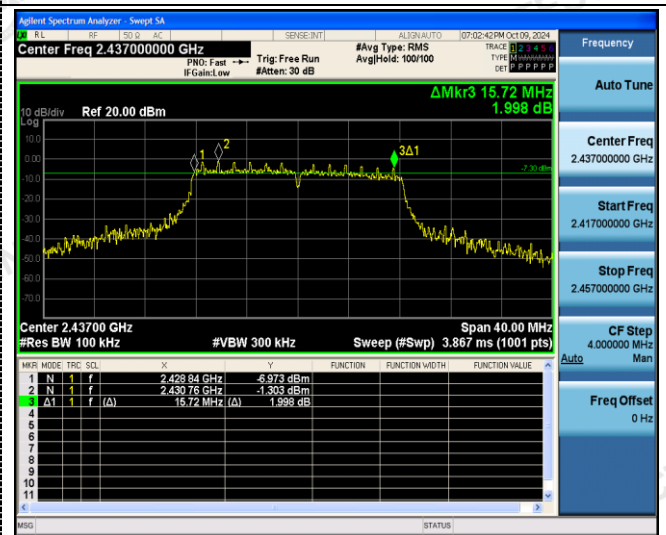 Agilent Spectrum Analyzer - Swept SA
RL RF 50 Ω AC SENSE:INT ALIGNAUTO 07:02:42PM Oct 09, 2024
Center Freq 2.437000000 GHz #Avg Type: RMS TRACE 1 2 3 4 5 6
PNO: Fast Trig: Free Run Avg|Hold: 100/100 TYPE M
IFGain:Low #Atten: 30 dB DET P P P P P P
ΔMkr3 15.72 MHz
10 dB/div Ref 20.00 dBm 1.998 dB
Log
10.0
0.00
-10.0
-20.0
-30.0
-40.0
-50.0
-60.0
-70.0
1
2
3Δ1
-7.30 dBm
Center 2.43700 GHz Span 40.00 MHz
#Res BW 100 kHz #VBW 300 kHz Sweep (#Swp) 3.867 ms (1001 pts)
MKR MODE TRC SCL X Y FUNCTION FUNCTION WIDTH FUNCTION VALUE
1 N 1 f 2.428 84 GHz -6.973 dBm
2 N 1 f 2.430 76 GHz -1.303 dBm
3 Δ1 1 f (Δ) 15.72 MHz (Δ) 1.998 dB
4
5
6
7
8
9
10
11
MSG STATUS
Frequency
Auto Tune
Center Freq
2.437000000 GHz
Start Freq
2.417000000 GHz
Stop Freq
2.457000000 GHz
CF Step
4.000000 MHz
Auto Man
Freq Offset
0 Hz